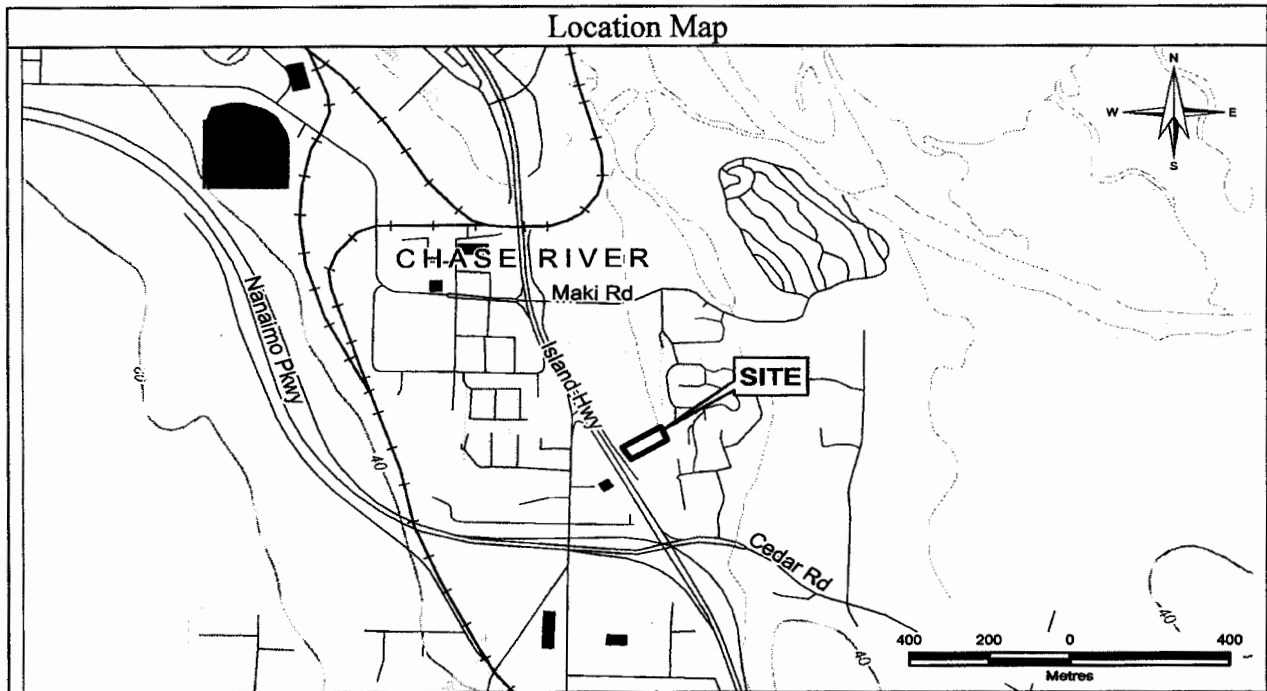 Location Map
N
W E
S
CHASE RIVER
Maki Rd
Nanaimo Pkwy
Island Hwy
SITE
40
Cedar Rd
40
40
400 200 0 400
Metres